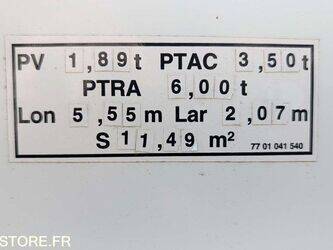 PV 1,89t PTAC 3,50t
PTRA 6,00t
Lon 5,55m Lar 2,07m
S 11,49 m²
77 01 041 540
STORE.FR